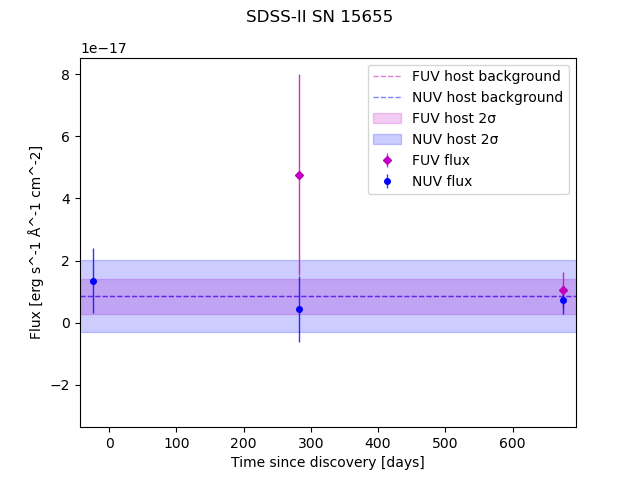 SDSS-II SN 15655
1e−17
8
6
4
2
0
−2
Flux [erg s^-1 Å^-1 cm^-2]
FUV host background
NUV host background
FUV host 2σ
NUV host 2σ
FUV flux
NUV flux
0 100 200 300 400 500 600
Time since discovery [days]